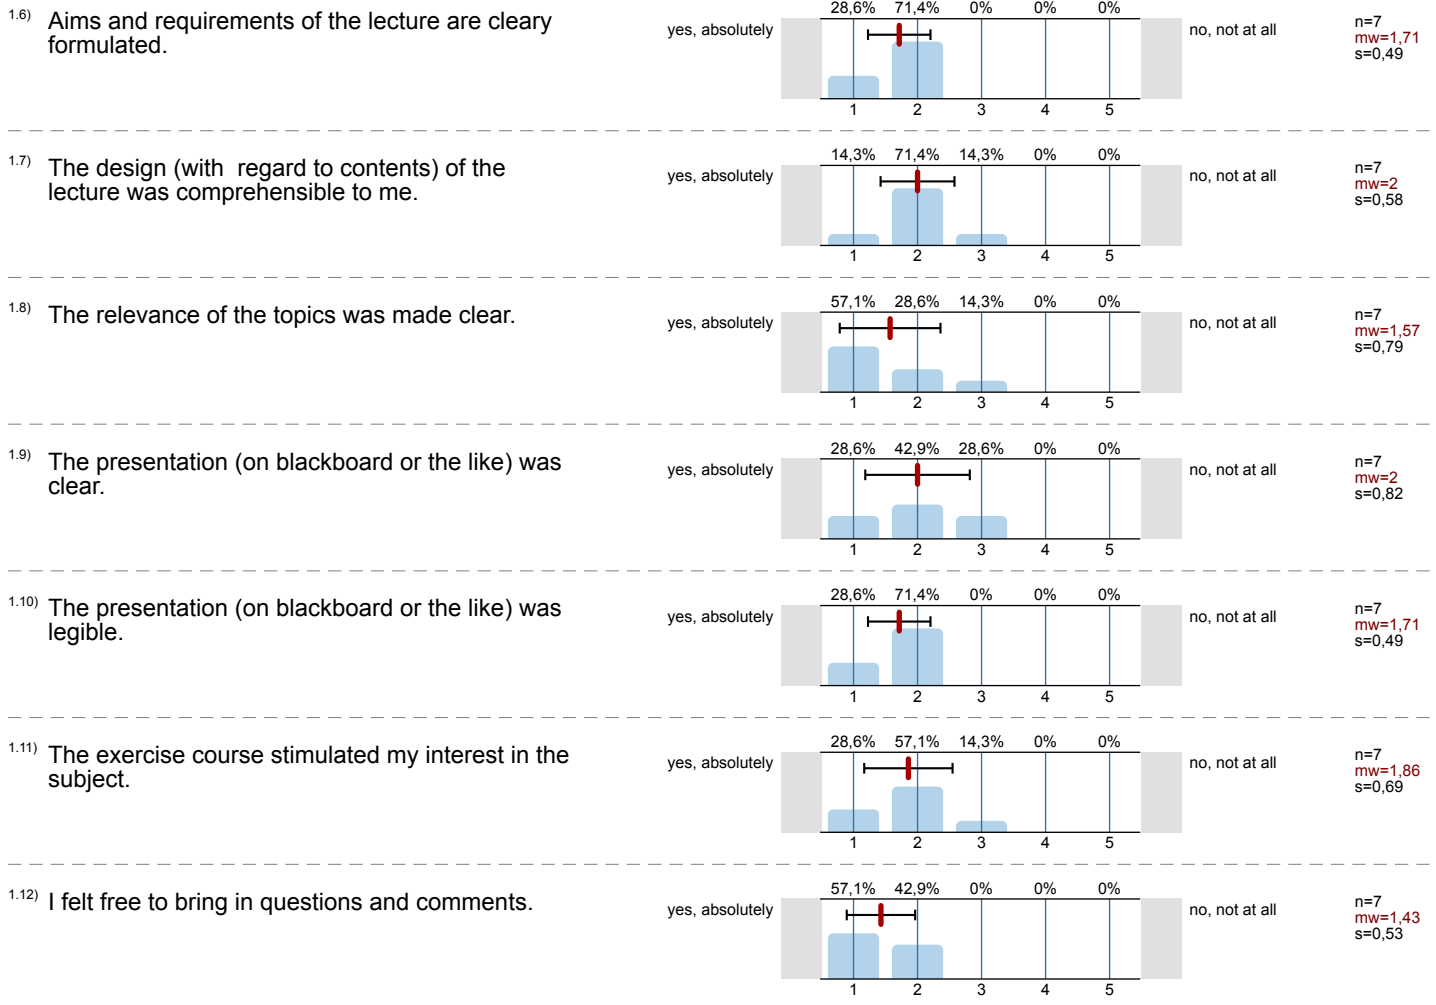 1.6) Aims and requirements of the lecture are cleary
formulated.
yes, absolutely
28,6% 71,4% 0% 0% 0%
1 2 3 4 5
no, not at all
n=7
mw=1,71
s=0,49
1.7) The design (with  regard to contents) of the
lecture was comprehensible to me.
yes, absolutely
14,3% 71,4% 14,3% 0% 0%
1 2 3 4 5
no, not at all
n=7
mw=2
s=0,58
1.8) The relevance of the topics was made clear.
yes, absolutely
57,1% 28,6% 14,3% 0% 0%
1 2 3 4 5
no, not at all
n=7
mw=1,57
s=0,79
1.9) The presentation (on blackboard or the like) was
clear.
yes, absolutely
28,6% 42,9% 28,6% 0% 0%
1 2 3 4 5
no, not at all
n=7
mw=2
s=0,82
1.10) The presentation (on blackboard or the like) was
legible.
yes, absolutely
28,6% 71,4% 0% 0% 0%
1 2 3 4 5
no, not at all
n=7
mw=1,71
s=0,49
1.11) The exercise course stimulated my interest in the
subject.
yes, absolutely
28,6% 57,1% 14,3% 0% 0%
1 2 3 4 5
no, not at all
n=7
mw=1,86
s=0,69
1.12) I felt free to bring in questions and comments.
yes, absolutely
57,1% 42,9% 0% 0% 0%
1 2 3 4 5
no, not at all
n=7
mw=1,43
s=0,53